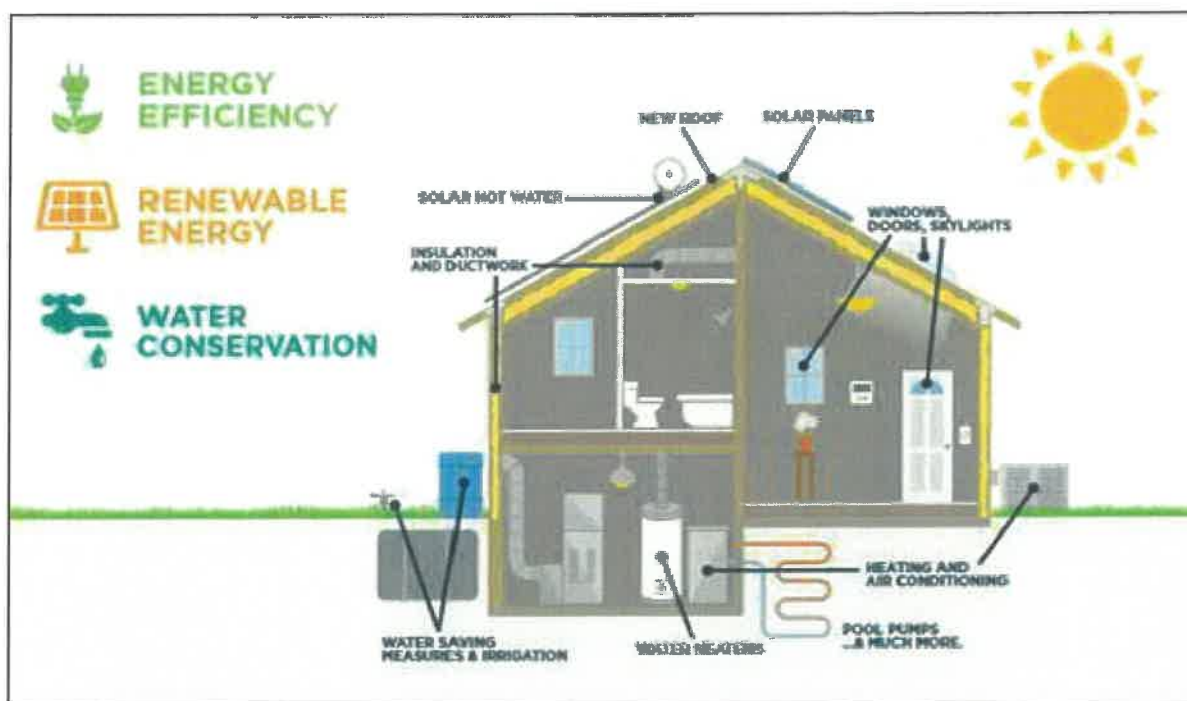 ENERGY
EFFICIENCY
RENEWABLE
ENERGY
WATER
CONSERVATION
NEW ROOF
SOLAR PANELS
SOLAR HOT WATER
WINDOWS,
DOORS, SKYLIGHTS
INSULATION
AND DUCTWORK
HEATING AND
AIR CONDITIONING
WATER SAVING
MEASURES & IRRIGATION
WATER HEATERS
POOL PUMPS
...& MUCH MORE.